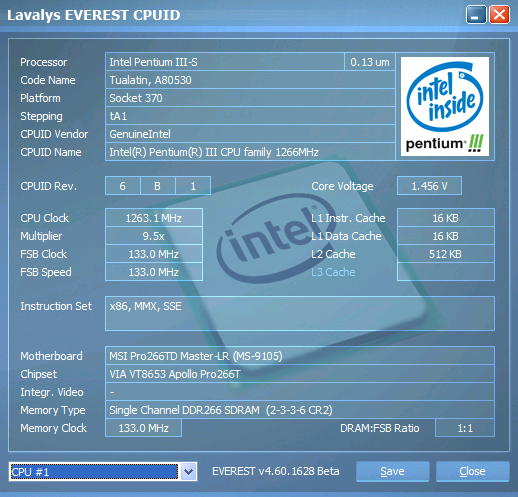 Lavalys EVEREST CPUID
Processor Intel Pentium III-S 0.13 um
Code Name Tualatin, A80530
Platform Socket 370
Stepping tA1
CPUID Vendor GenuineIntel
CPUID Name Intel(R) Pentium(R) III CPU family 1266MHz
intel inside pentium III
CPUID Rev. 6 B 1 Core Voltage 1.456 V
CPU Clock 1263.1 MHz L1 Instr. Cache 16 KB
Multiplier 9.5x L1 Data Cache 16 KB
FSB Clock 133.0 MHz L2 Cache 512 KB
FSB Speed 133.0 MHz L3 Cache
intel
Instruction Set x86, MMX, SSE
Motherboard MSI Pro266TD Master-LR (MS-9105)
Chipset VIA VT8653 Apollo Pro266T
Integr. Video -
Memory Type Single Channel DDR266 SDRAM (2-3-3-6 CR2)
Memory Clock 133.0 MHz DRAM:FSB Ratio 1:1
CPU #1 EVEREST v4.60.1628 Beta Save Close